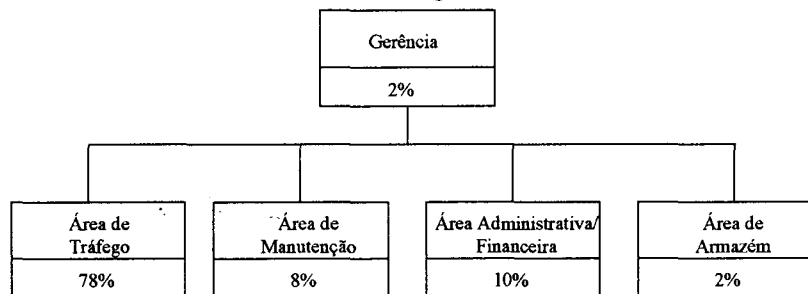 Gerência
2%
Área de
Tráfego
78%
Área de
Manutenção
8%
Área Administrativa/
Financeira
10%
Área de
Armazém
2%